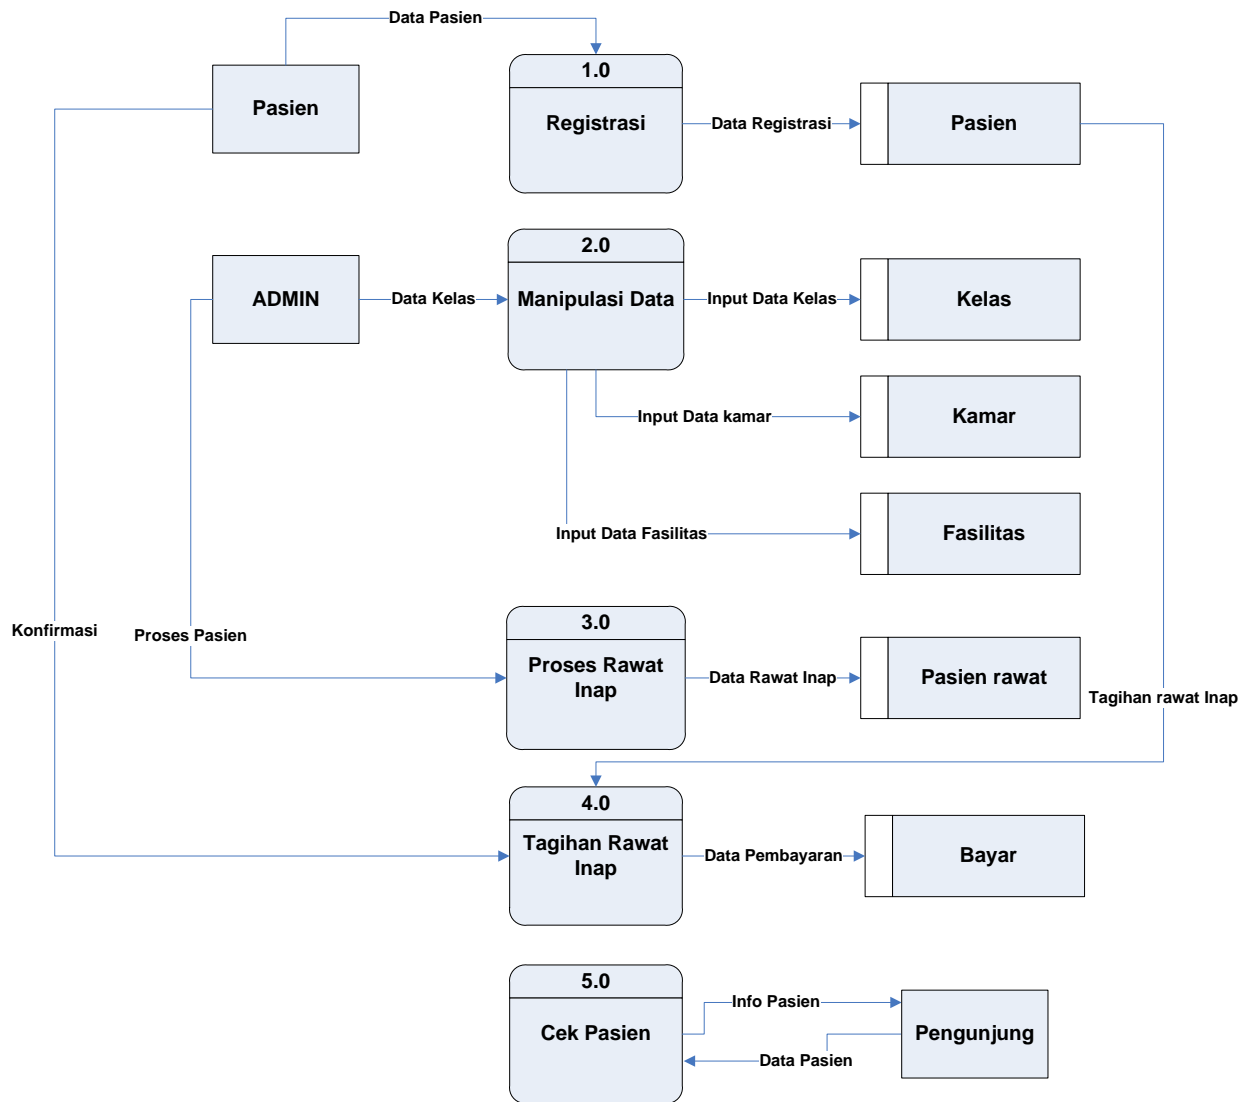 Data Pasien
1.0
Pasien
Registrasi
Data Registrasi
Pasien
2.0
ADMIN
Data Kelas
Manipulasi Data
Input Data Kelas
Kelas
Input Data kamar
Kamar
Input Data Fasilitas
Fasilitas
3.0
Konfirmasi
Proses Pasien
Proses Rawat
Inap
Data Rawat Inap
Pasien rawat
Tagihan rawat Inap
4.0
Tagihan Rawat
Inap
Data Pembayaran
Bayar
5.0
Cek Pasien
Info Pasien
Pengunjung
Data Pasien